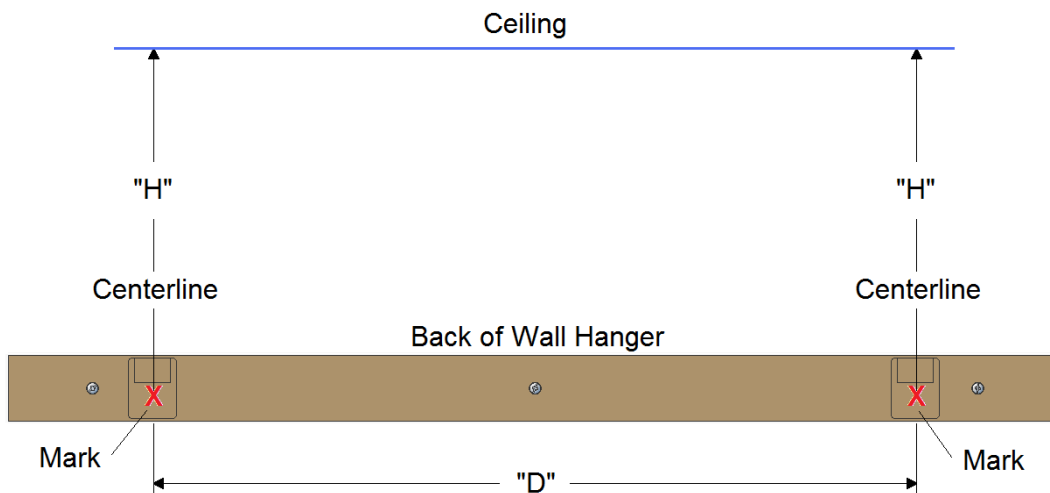 Ceiling
"H"
"H"
Centerline
Centerline
Back of Wall Hanger
X
X
Mark
Mark
"D"